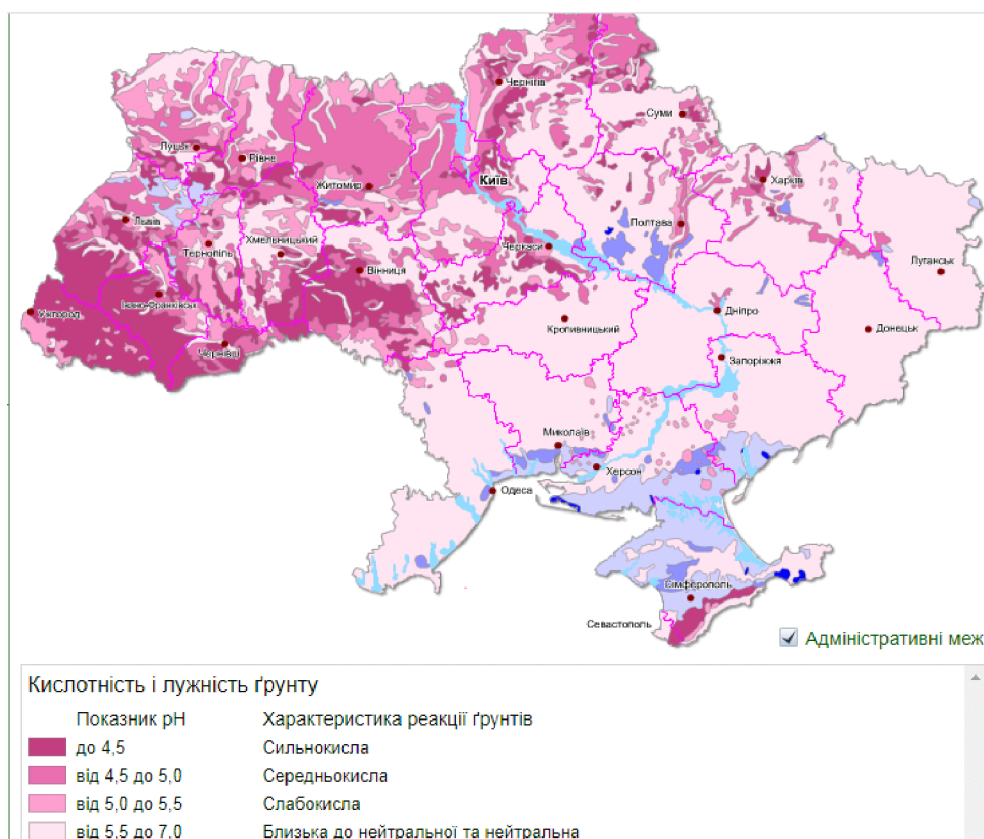 Чернігів
Суми
Луцьк
Рівне
Київ
Харків
Житомир
Львів
Полтава
Хмельницький
Черкаси
Тернопіль
Луганськ
Вінниця
Івано-Франківськ
Ужгород
Дніпро
Кропивницький
Донецьк
Чернівці
Запоріжжя
Миколаїв
Херсон
Одеса
Сімферополь
Севастополь
Адміністративні меж
Кислотність і лужність ґрунту
Показник pH Характеристика реакції ґрунтів
до 4,5 Сильнокисла
від 4,5 до 5,0 Середньокисла
від 5,0 до 5,5 Слабокисла
від 5,5 до 7,0 Близька до нейтральної та нейтральна